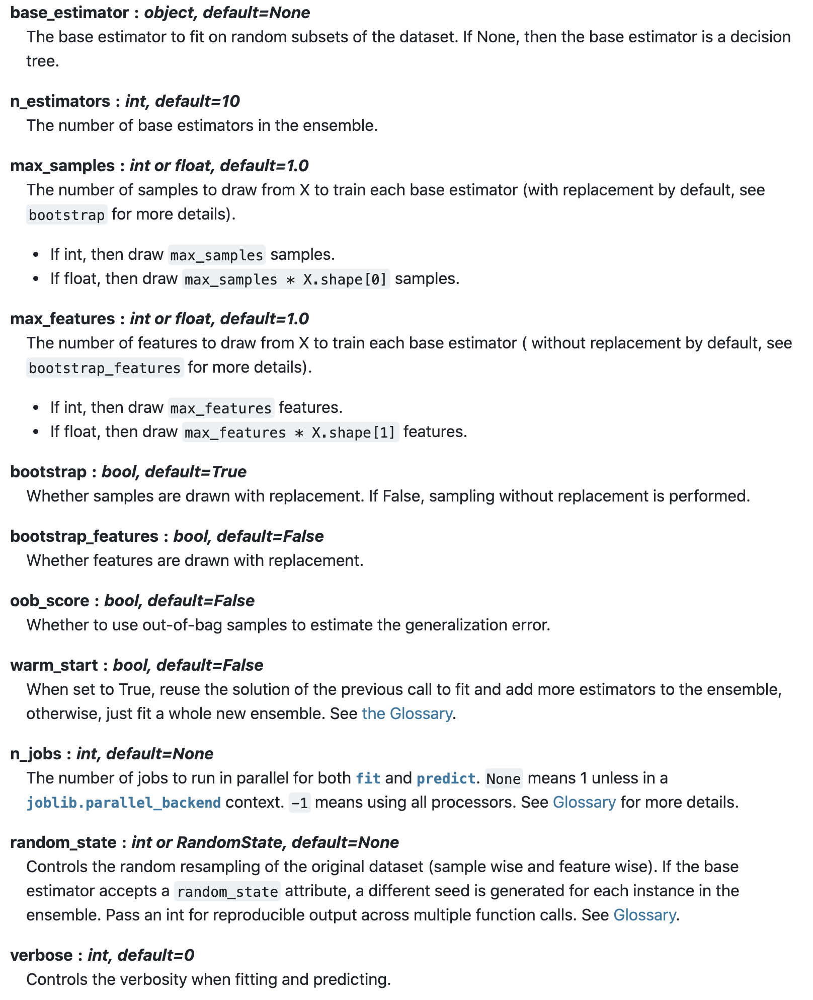 base_estimator : object, default=None
The base estimator to fit on random subsets of the dataset. If None, then the base estimator is a decision
tree.
n_estimators : int, default=10
The number of base estimators in the ensemble.
max_samples : int or float, default=1.0
The number of samples to draw from X to train each base estimator (with replacement by default, see
bootstrap for more details).
• If int, then draw max_samples samples.
• If float, then draw max_samples * X.shape[0] samples.
max_features : int or float, default=1.0
The number of features to draw from X to train each base estimator ( without replacement by default, see
bootstrap_features for more details).
• If int, then draw max_features features.
• If float, then draw max_features * X.shape[1] features.
bootstrap : bool, default=True
Whether samples are drawn with replacement. If False, sampling without replacement is performed.
bootstrap_features : bool, default=False
Whether features are drawn with replacement.
oob_score : bool, default=False
Whether to use out-of-bag samples to estimate the generalization error.
warm_start : bool, default=False
When set to True, reuse the solution of the previous call to fit and add more estimators to the ensemble,
otherwise, just fit a whole new ensemble. See the Glossary.
n_jobs : int, default=None
The number of jobs to run in parallel for both fit and predict. None means 1 unless in a
joblib.parallel_backend context. -1 means using all processors. See Glossary for more details.
random_state : int or RandomState, default=None
Controls the random resampling of the original dataset (sample wise and feature wise). If the base
estimator accepts a random_state attribute, a different seed is generated for each instance in the
ensemble. Pass an int for reproducible output across multiple function calls. See Glossary.
verbose : int, default=0
Controls the verbosity when fitting and predicting.